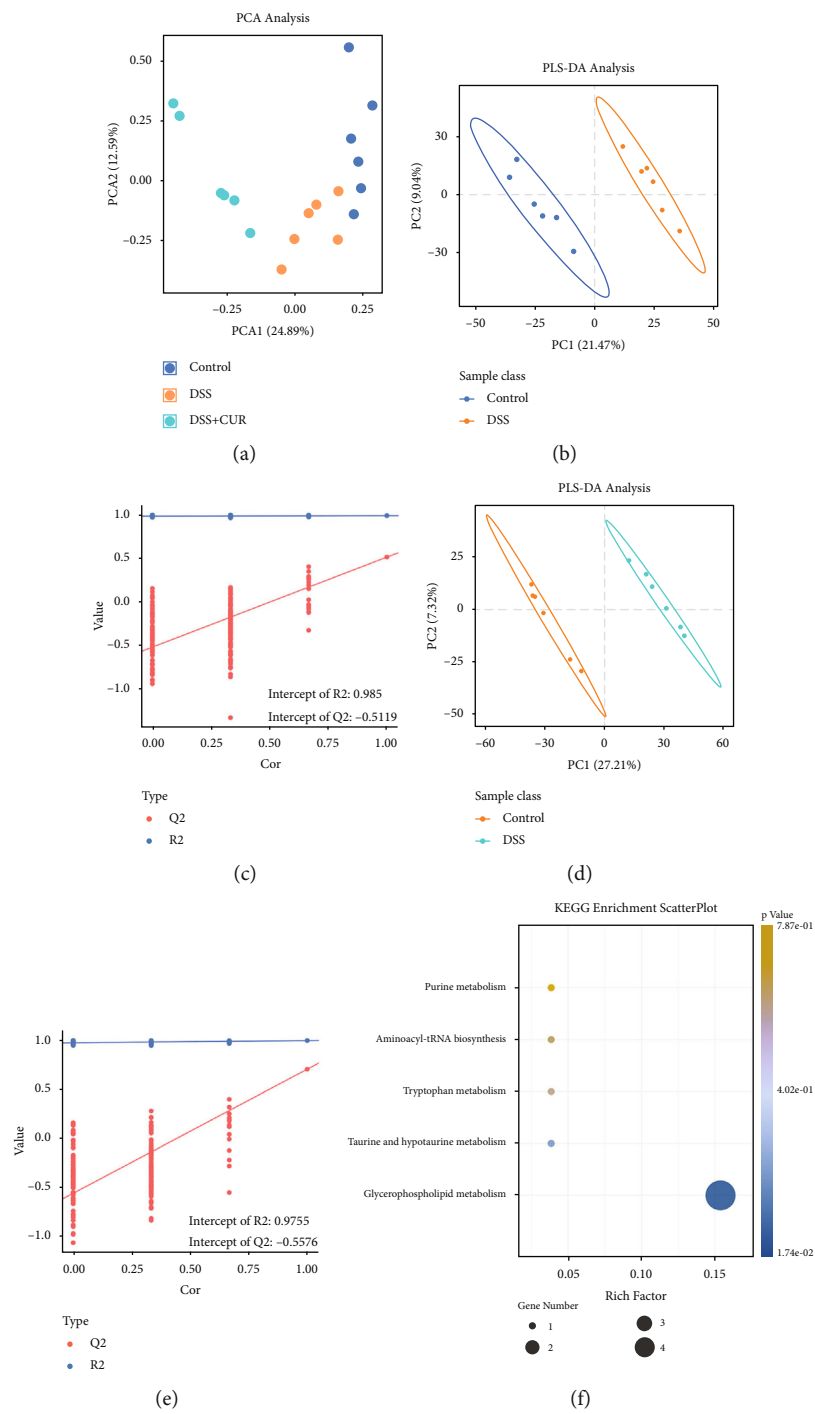 PCA Analysis
0.50
0.25
0.00
−0.25
PCA2 (12.59%)
−0.25
0.00
0.25
PCA1 (24.89%)
Control
DSS
DSS+CUR
(a)
PLS-DA Analysis
30
0
−30
PC2 (9.04%)
−50
−25
0
25
50
PC1 (21.47%)
Sample class
Control
DSS
(b)
1.0
0.5
0.0
−0.5
−1.0
Value
Intercept of R2: 0.985
Intercept of Q2: −0.5119
0.00
0.25
0.50
0.75
1.00
Cor
Type
Q2
R2
(c)
PLS-DA Analysis
25
0
−25
−50
PC2 (7.32%)
−60
−30
0
30
60
PC1 (27.21%)
Sample class
Control
DSS
(d)
1.0
0.5
0.0
−0.5
−1.0
Value
Intercept of R2: 0.9755
Intercept of Q2: −0.5576
0.00
0.25
0.50
0.75
1.00
Cor
Type
Q2
R2
(e)
KEGG Enrichment ScatterPlot
p Value
7.87e-01
4.02e-01
1.74e-02
Purine metabolism
Aminoacyl-tRNA biosynthesis
Tryptophan metabolism
Taurine and hypotaurine metabolism
Glycerophospholipid metabolism
0.05
0.10
0.15
Rich Factor
Gene Number
1
2
3
4
(f)